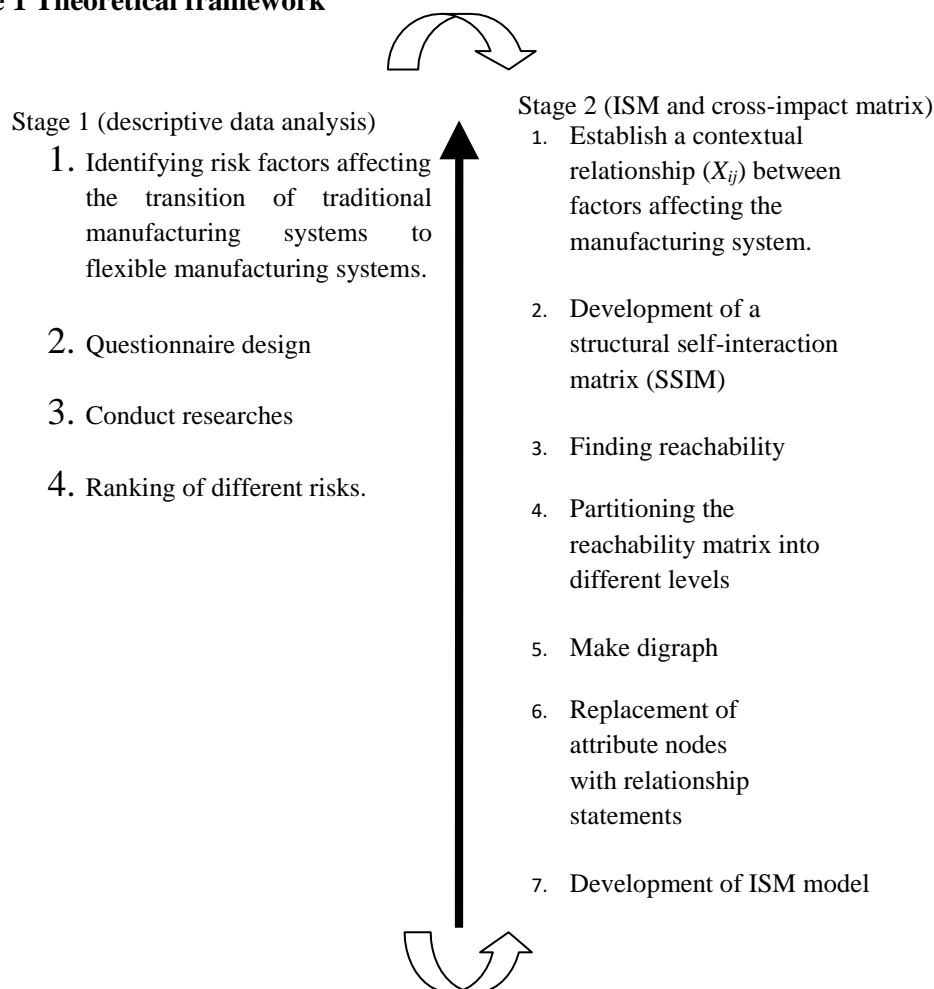 e 1 Theoretical framework
Stage 1 (descriptive data analysis)
1. Identifying risk factors affecting
the transition of traditional
manufacturing systems to
flexible manufacturing systems.
2. Questionnaire design
3. Conduct researches
4. Ranking of different risks.
Stage 2 (ISM and cross-impact matrix)
1. Establish a contextual
relationship (Xij) between
factors affecting the
manufacturing system.
2. Development of a
structural self-interaction
matrix (SSIM)
3. Finding reachability
4. Partitioning the
reachability matrix into
different levels
5. Make digraph
6. Replacement of
attribute nodes
with relationship
statements
7. Development of ISM model